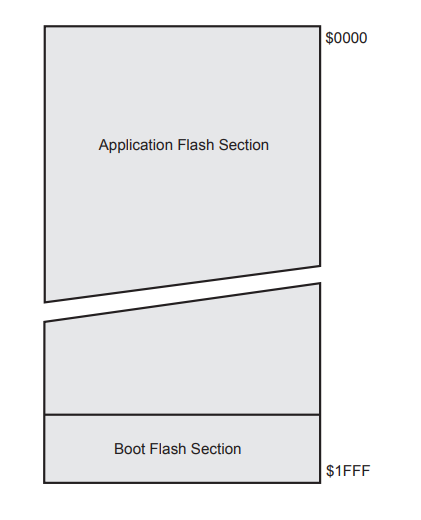 $0000
Application Flash Section
Boot Flash Section
$1FFF